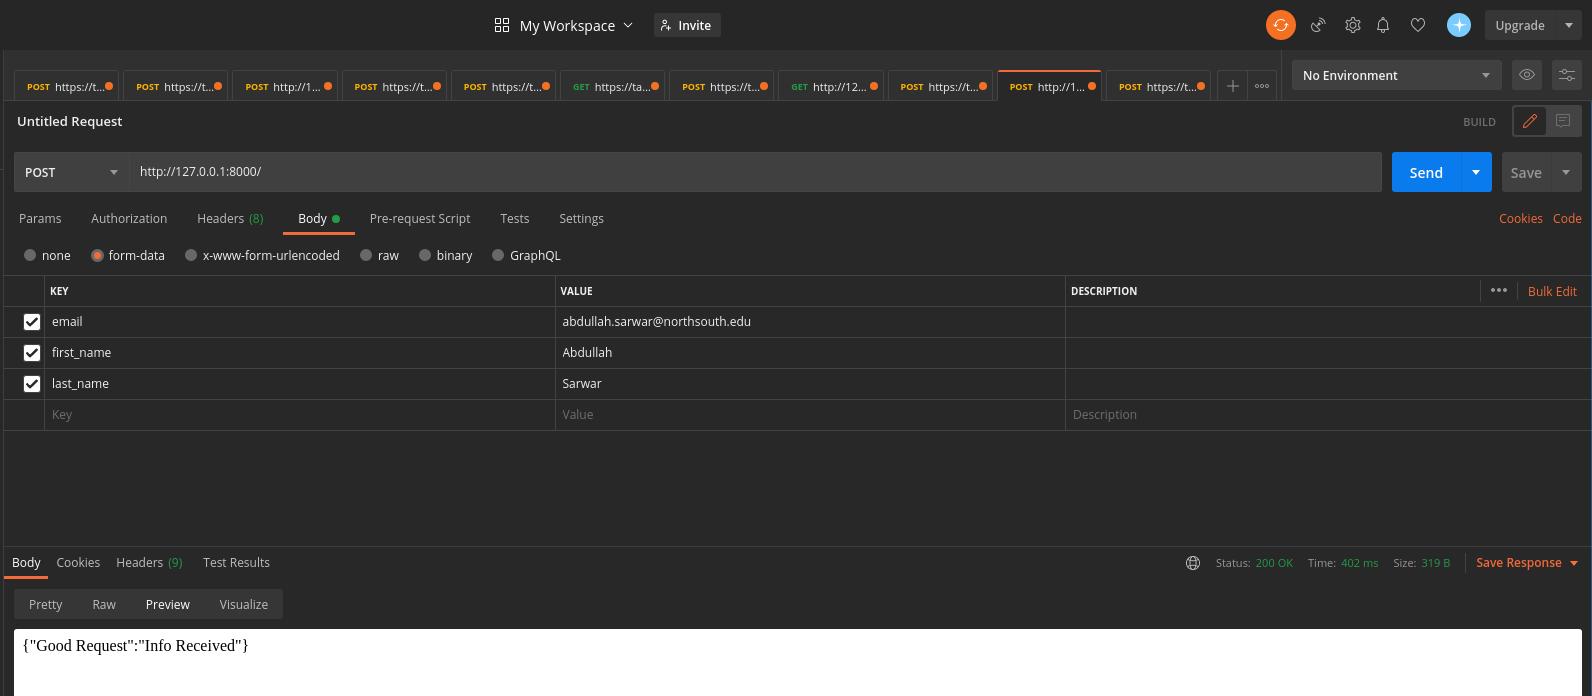 My Workspace Invite Upgrade
POST https://t... POST https://t... POST http://1... POST https://t... POST https://t... GET https://ta... POST https://t... GET http://12... POST https://t... POST http://1... POST https://t... No Environment
Untitled Request BUILD
POST http://127.0.0.1:8000/ Send Save
Params Authorization Headers (8) Body Pre-request Script Tests Settings Cookies Code
none form-data x-www-form-urlencoded raw binary GraphQL
KEY VALUE DESCRIPTION Bulk Edit
email abdullah.sarwar@northsouth.edu
first_name Abdullah
last_name Sarwar
Key Value Description
Body Cookies Headers (9) Test Results Status: 200 OK Time: 402 ms Size: 319 B Save Response
Pretty Raw Preview Visualize
{"Good Request":"Info Received"}